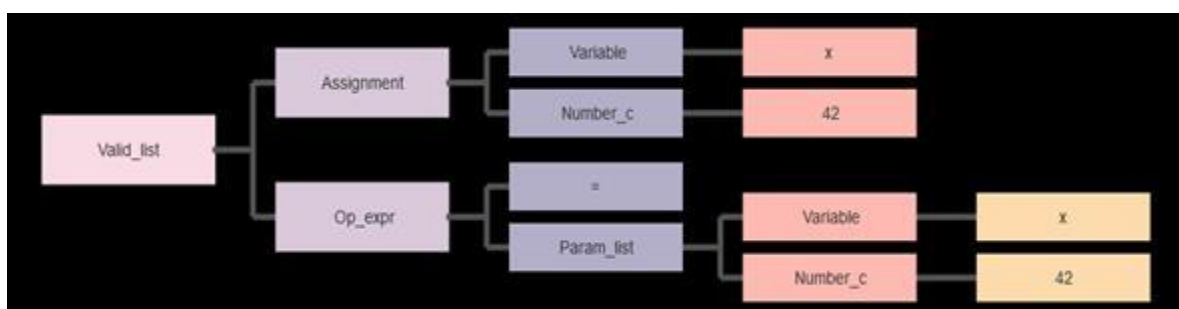 Valid_list
Assignment
Variable
x
Number_c
42
Op_expr
=
Param_list
Variable
x
Number_c
42